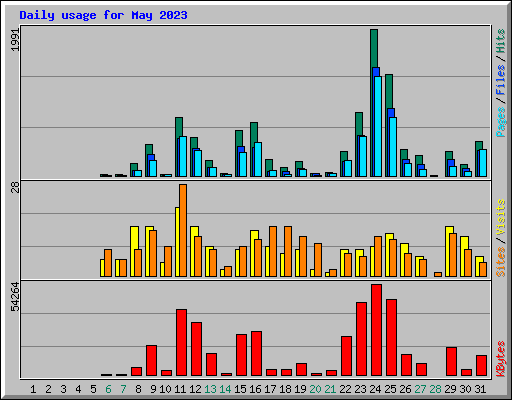 Daily usage for May 2023
1991
Pages / Files / Hits
28
Sites / Visits
54264
KBytes
1 2 3 4 5 6 7 8 9 10 11 12 13 14 15 16 17 18 19 20 21 22 23 24 25 26 27 28 29 30 31